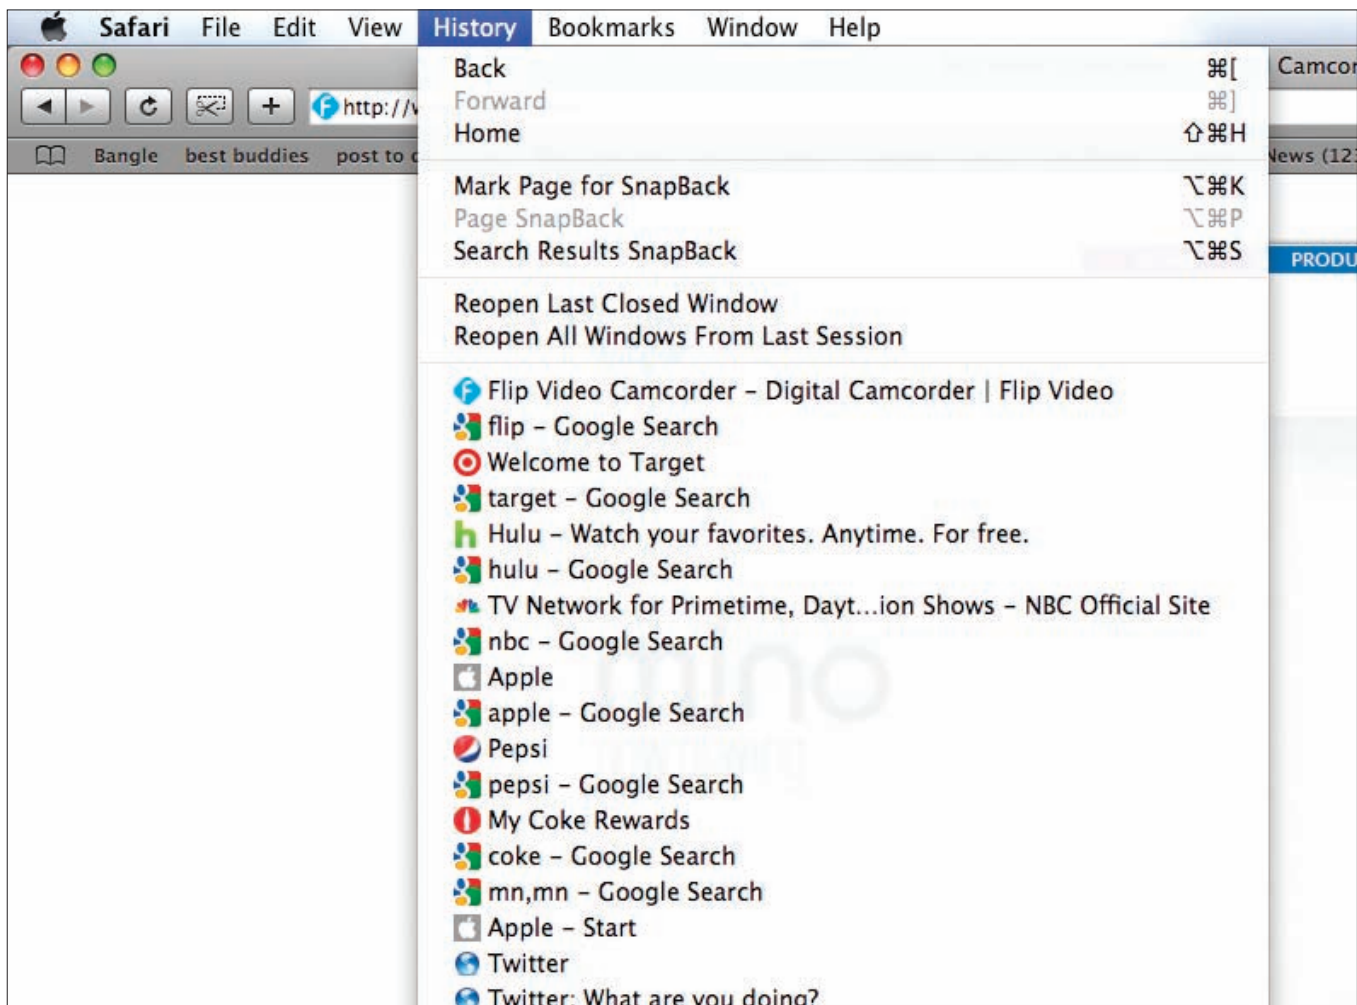 Safari File Edit View History Bookmarks Window Help
Back ⌘[
Camcor
Forward ⌘]
http://
Home ⇧⌘H
Bangle best buddies post to
News (12
Mark Page for SnapBack ⌥⌘K
Page SnapBack ⌥⌘P
Search Results SnapBack ⌥⌘S
PRODU
Reopen Last Closed Window
Reopen All Windows From Last Session
Flip Video Camcorder – Digital Camcorder | Flip Video
flip – Google Search
Welcome to Target
target – Google Search
Hulu – Watch your favorites. Anytime. For free.
hulu – Google Search
TV Network for Primetime, Dayt...ion Shows – NBC Official Site
nbc – Google Search
Apple
apple – Google Search
mino
Pepsi
pepsi – Google Search
My Coke Rewards
coke – Google Search
mn,mn – Google Search
Apple – Start
Twitter
Twitter: What are you doing?